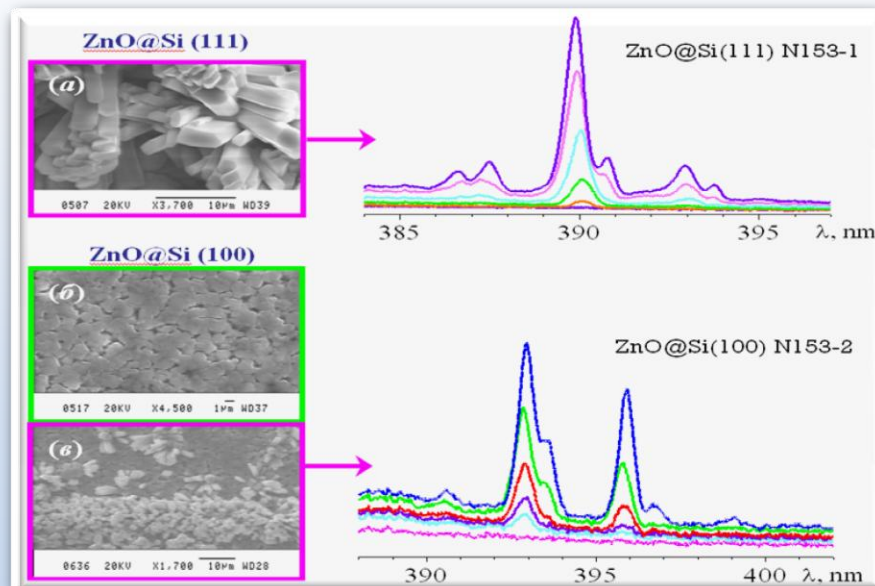 ZnO@Si (111)
(а)
0507 20KV X3,700 10μm WD39
ZnO@Si(111) N153-1
385 390 395 λ, nm
ZnO@Si (100)
(б)
0517 20KV X4,500 1μm WD37
(в)
0636 20KV X1,700 10μm WD28
ZnO@Si(100) N153-2
390 395 400 λ, nm